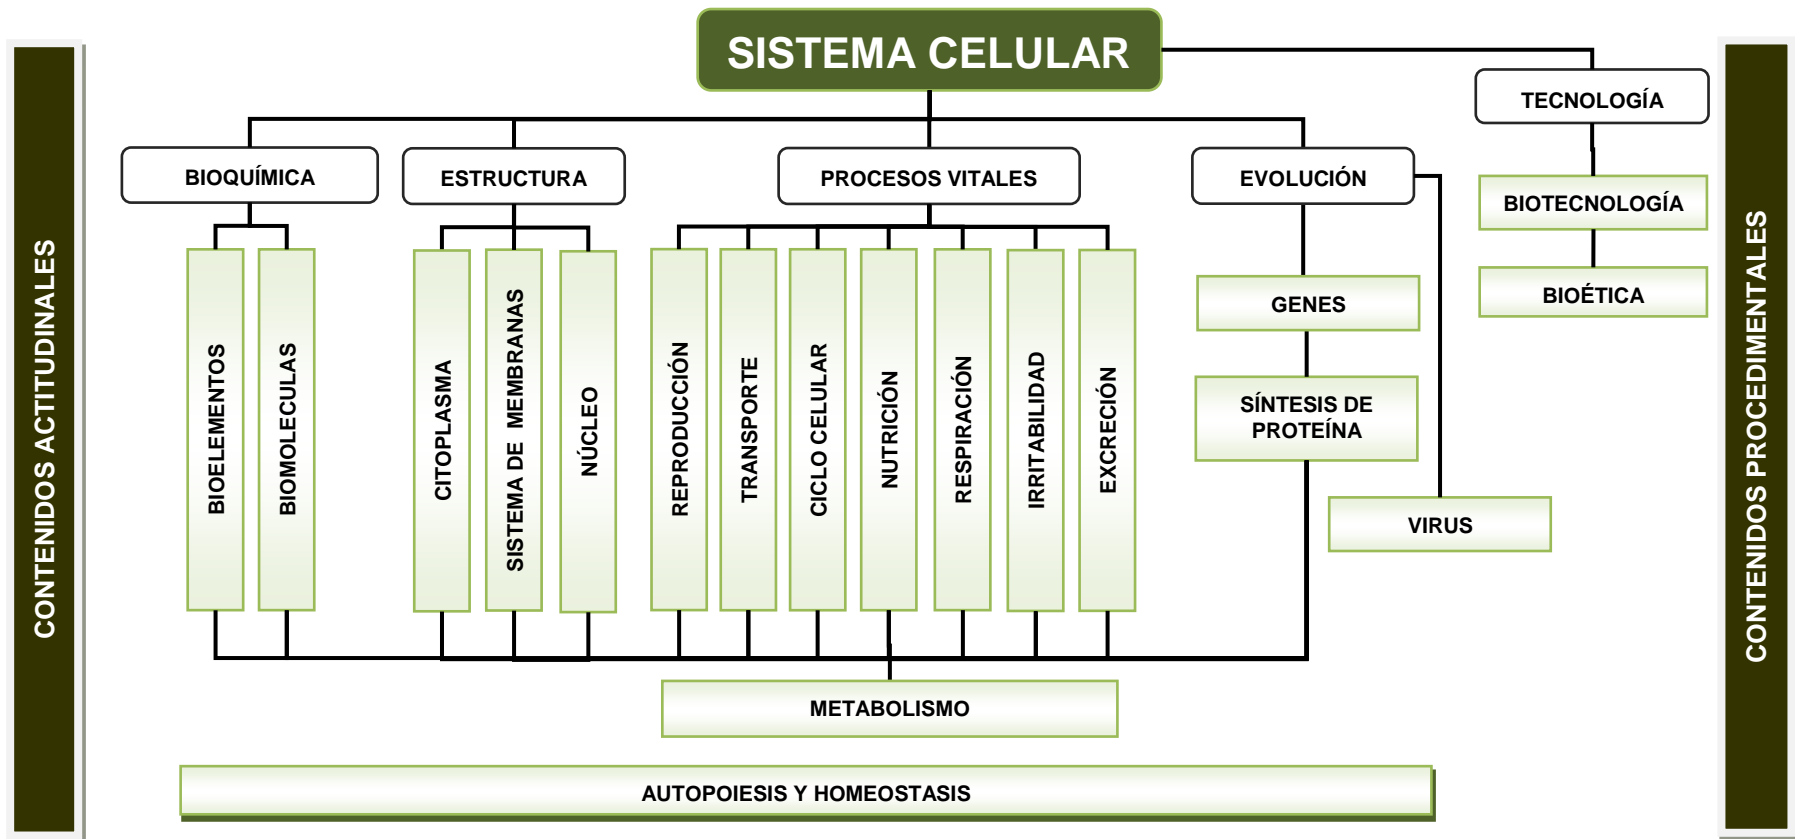 SISTEMA CELULAR
TECNOLOGÍA
BIOQUÍMICA
ESTRUCTURA
PROCESOS VITALES
EVOLUCIÓN
BIOTECNOLOGÍA
BIOÉTICA
BIOELEMENTOS
BIOMOLECULAS
CITOPLASMA
SISTEMA DE MEMBRANAS
NÚCLEO
REPRODUCCIÓN
TRANSPORTE
CICLO CELULAR
NUTRICIÓN
RESPIRACIÓN
IRRITABILIDAD
EXCRECIÓN
GENES
SÍNTESIS DE
PROTEÍNA
VIRUS
METABOLISMO
AUTOPOIESIS Y HOMEOSTASIS
CONTENIDOS ACTITUDINALES
CONTENIDOS PROCEDIMENTALES